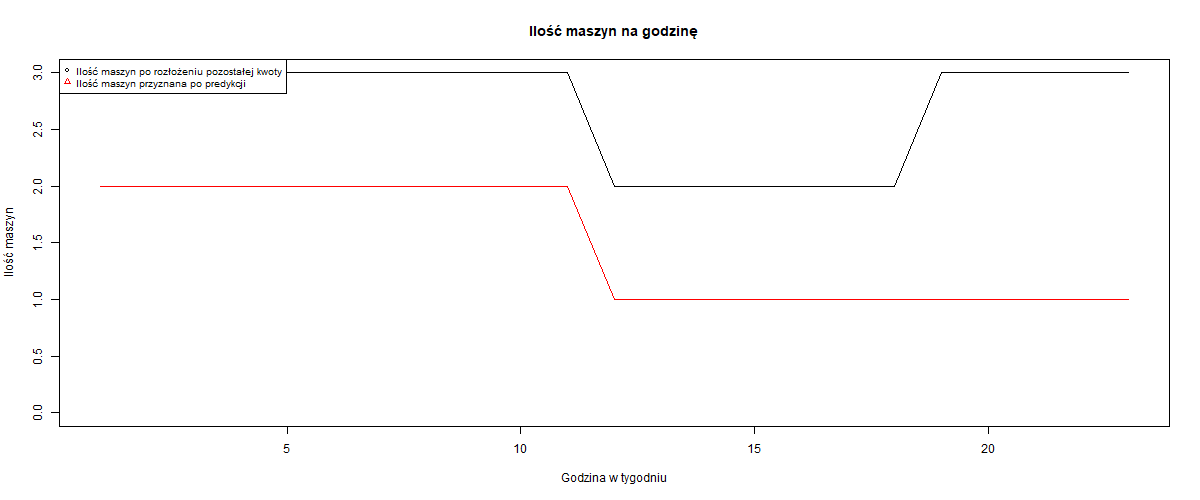 Ilość maszyn na godzinę
Ilość maszyn po rozłożeniu pozostałej kwoty
Ilość maszyn przyznana po predykcji
Ilość maszyn
3.0
2.5
2.0
1.5
1.0
0.5
0.0
5 10 15 20
Godzina w tygodniu